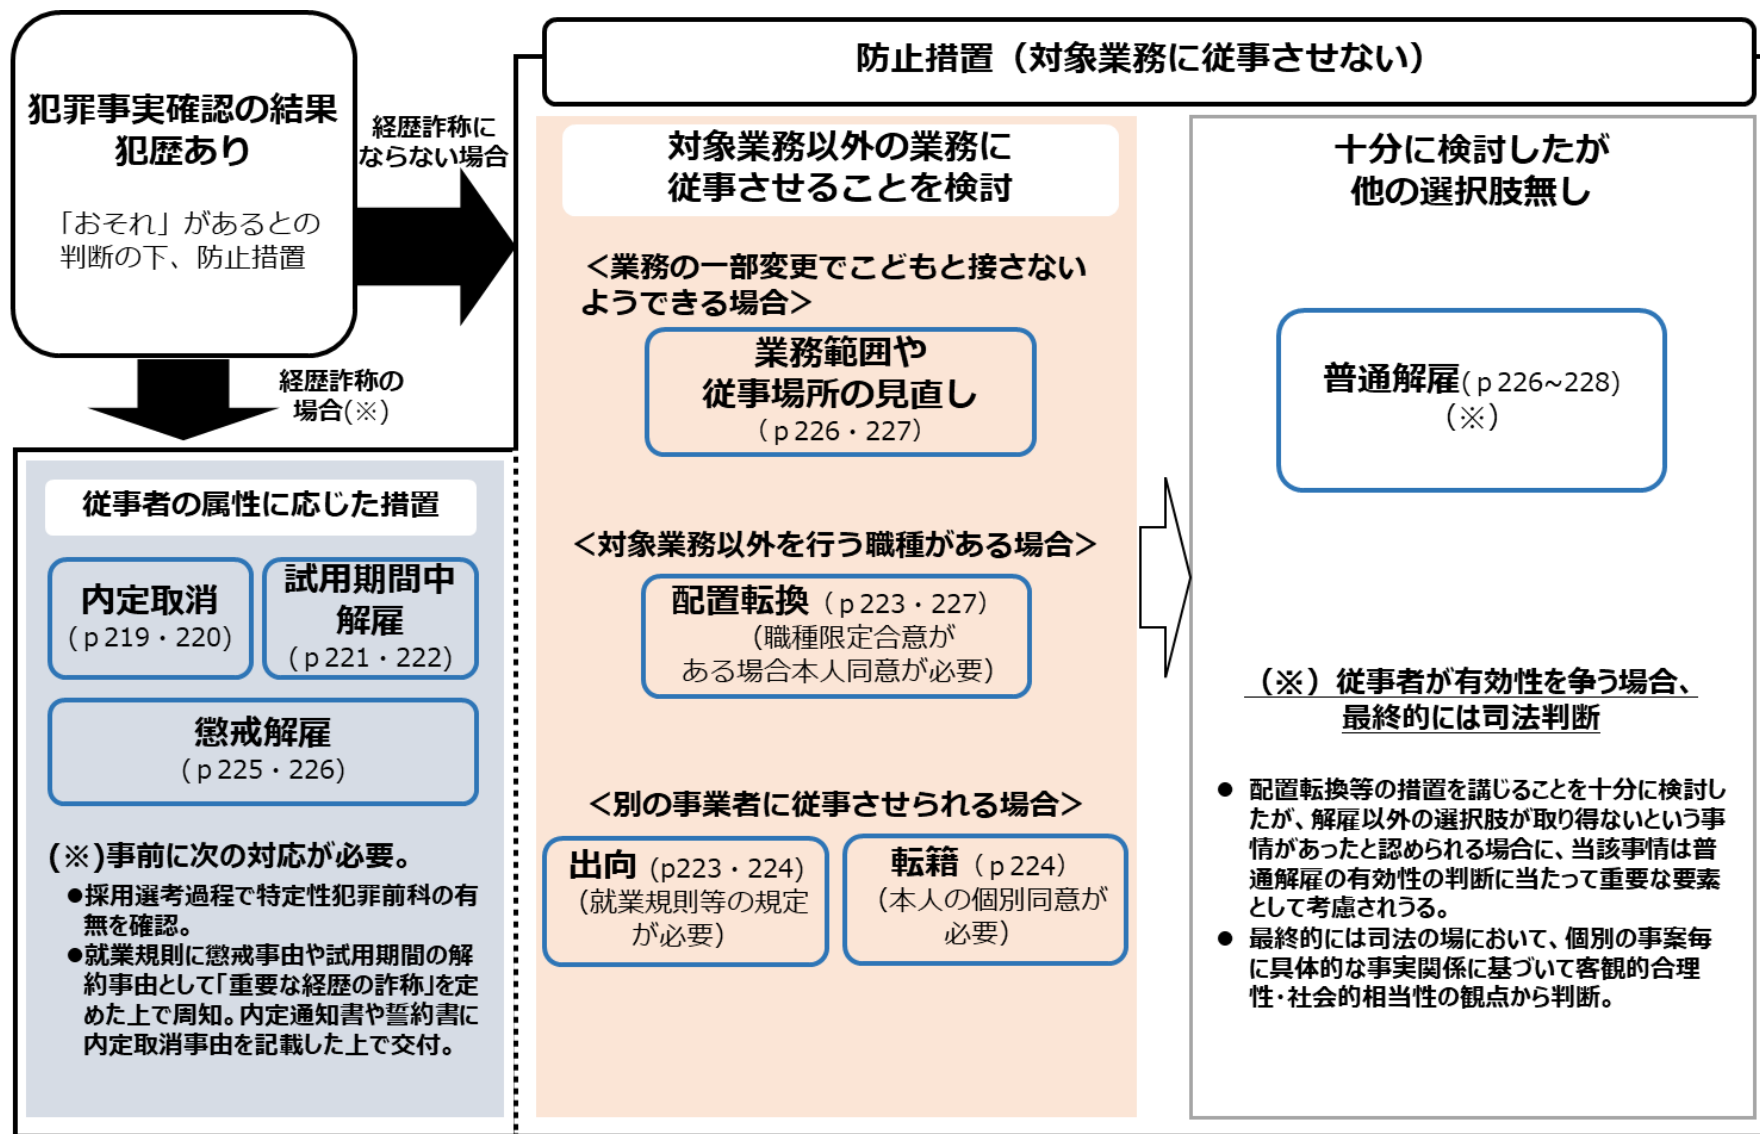 防止措置（対象業務に従事させない）
犯罪事実確認の結果
犯歴あり
「おそれ」があるとの
判断の下、防止措置
経歴詐称に
ならない場合
経歴詐称の
場合(※)
従事者の属性に応じた措置
内定取消
(ｐ219・220)
試用期間中
解雇
(ｐ221・222)
懲戒解雇
(ｐ225・226)
(※)事前に次の対応が必要。
●採用選考過程で特定性犯罪前科の有
無を確認。
●就業規則に懲戒事由や試用期間の解
約事由として「重要な経歴の詐称」を定
めた上で周知。内定通知書や誓約書に
内定取消事由を記載した上で交付。
対象業務以外の業務に
従事させることを検討
＜業務の一部変更でこどもと接さない
ようできる場合＞
業務範囲や
従事場所の見直し
（ｐ226・227）
＜対象業務以外を行う職種がある場合＞
配置転換（ｐ223・227）
（職種限定合意が
ある場合本人同意が必要）
＜別の事業者に従事させられる場合＞
出向 (p223・224)
（就業規則等の規定
が必要）
転籍（ｐ224）
（本人の個別同意が
必要）
十分に検討したが
他の選択肢無し
普通解雇(ｐ226~228)
（※）
（※）従事者が有効性を争う場合、
最終的には司法判断
● 配置転換等の措置を講じることを十分に検討し
たが、解雇以外の選択肢が取り得ないという事
情があったと認められる場合に、当該事情は普
通解雇の有効性の判断に当たって重要な要素
として考慮されうる。
● 最終的には司法の場において、個別の事案毎
に具体的な事実関係に基づいて客観的合理
性・社会的相当性の観点から判断。